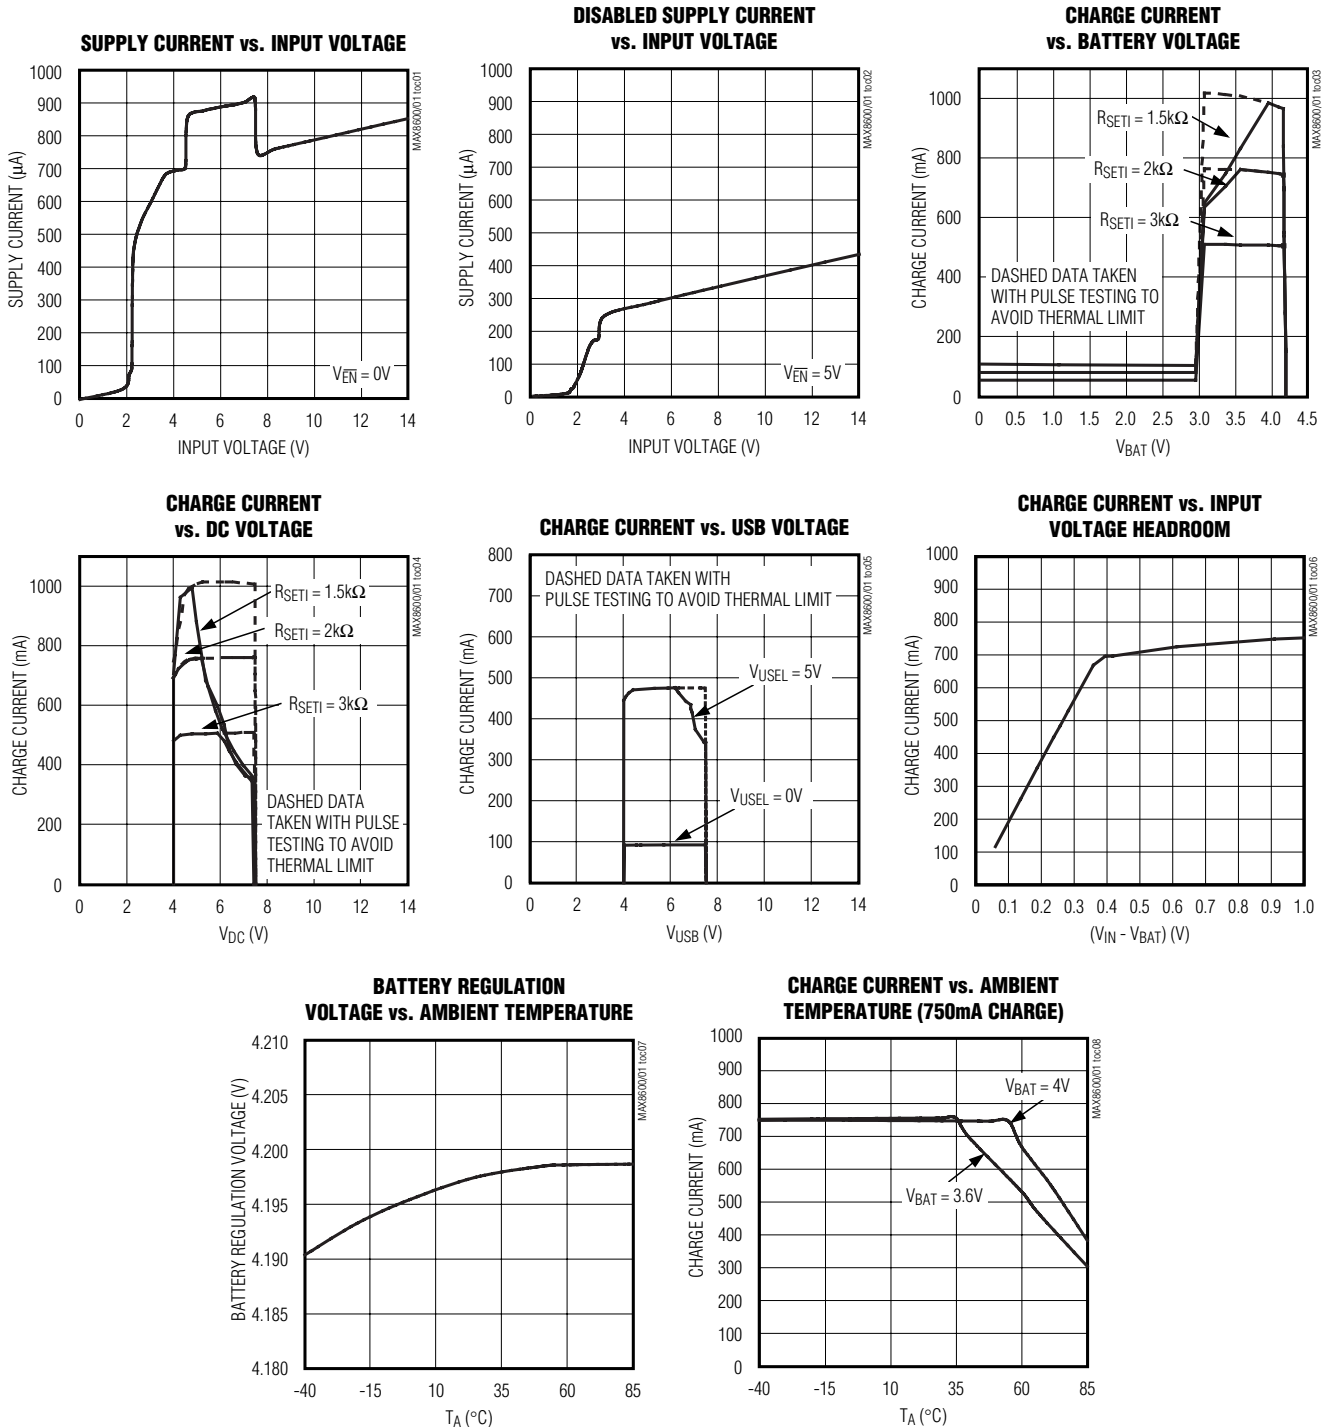 SUPPLY CURRENT vs. INPUT VOLTAGE
1000
900
800
700
600
500
400
300
200
100
0
SUPPLY CURRENT (µA)
MAX8600/01 toc01
V_EN̅ = 0V
0 2 4 6 8 10 12 14
INPUT VOLTAGE (V)
DISABLED SUPPLY CURRENT
vs. INPUT VOLTAGE
1000
900
800
700
600
500
400
300
200
100
0
SUPPLY CURRENT (µA)
MAX8600/01 toc02
V_EN̅ = 5V
0 2 4 6 8 10 12 14
INPUT VOLTAGE (V)
CHARGE CURRENT
vs. BATTERY VOLTAGE
1000
800
600
400
200
0
CHARGE CURRENT (mA)
MAX8600/01 toc03
RSETI = 1.5kΩ
RSETI = 2kΩ
RSETI = 3kΩ
DASHED DATA TAKEN
WITH PULSE TESTING TO
AVOID THERMAL LIMIT
0 0.5 1.0 1.5 2.0 2.5 3.0 3.5 4.0 4.5
VBAT (V)
CHARGE CURRENT
vs. DC VOLTAGE
1000
800
600
400
200
0
CHARGE CURRENT (mA)
MAX8600/01 toc04
RSETI = 1.5kΩ
RSETI = 2kΩ
RSETI = 3kΩ
DASHED DATA
TAKEN WITH PULSE
TESTING TO AVOID
THERMAL LIMIT
0 2 4 6 8 10 12 14
VDC (V)
CHARGE CURRENT vs. USB VOLTAGE
800
700
600
500
400
300
200
100
0
CHARGE CURRENT (mA)
MAX8600/01 toc05
DASHED DATA TAKEN WITH
PULSE TESTING TO AVOID THERMAL LIMIT
VUSEL = 5V
VUSEL = 0V
0 2 4 6 8 10 12 14
VUSB (V)
CHARGE CURRENT vs. INPUT
VOLTAGE HEADROOM
1000
900
800
700
600
500
400
300
200
100
0
CHARGE CURRENT (mA)
MAX8600/01 toc06
0 0.1 0.2 0.3 0.4 0.5 0.6 0.7 0.8 0.9 1.0
(VIN - VBAT) (V)
BATTERY REGULATION
VOLTAGE vs. AMBIENT TEMPERATURE
4.210
4.205
4.200
4.195
4.190
4.185
4.180
BATTERY REGULATION VOLTAGE (V)
MAX8600/01 toc07
-40 -15 10 35 60 85
TA (°C)
CHARGE CURRENT vs. AMBIENT
TEMPERATURE (750mA CHARGE)
1000
900
800
700
600
500
400
300
200
100
0
CHARGE CURRENT (mA)
MAX8600/01 toc08
VBAT = 4V
VBAT = 3.6V
-40 -15 10 35 60 85
TA (°C)